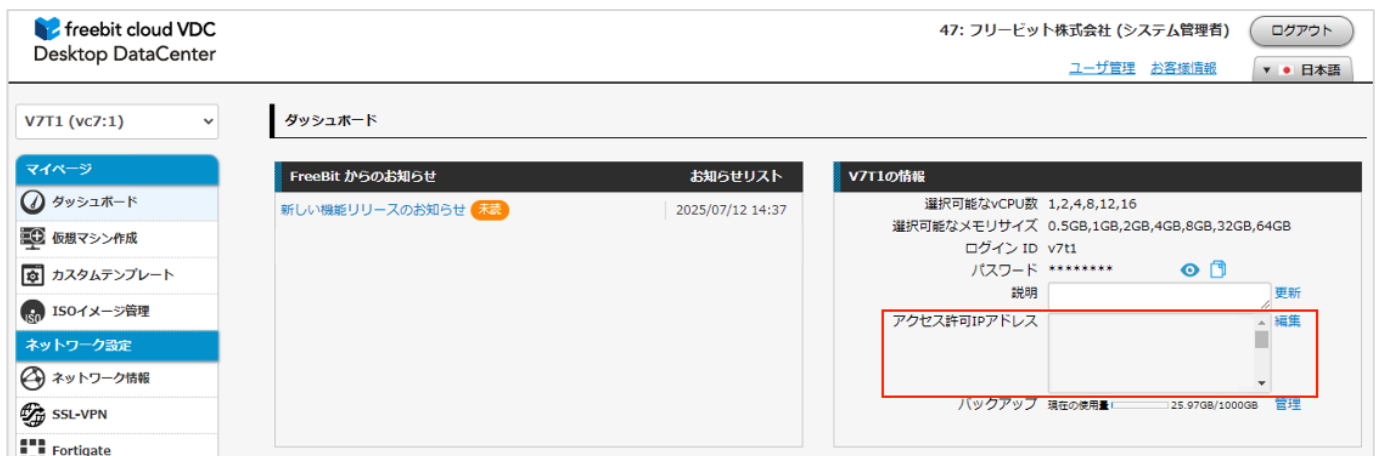 freebit cloud VDC
Desktop DataCenter
47: フリービット株式会社 (システム管理者)
ログアウト
ユーザ管理 お客様情報
▼ 日本語
V7T1 (vc7:1)
ダッシュボード
マイページ
ダッシュボード
仮想マシン作成
カスタムテンプレート
ISOイメージ管理
ISO
ネットワーク設定
ネットワーク情報
SSL-VPN
Fortigate
FreeBit からのお知らせ お知らせリスト
新しい機能リリースのお知らせ 未読 2025/07/12 14:37
V7T1の情報
選択可能なvCPU数 1,2,4,8,12,16
選択可能なメモリサイズ 0.5GB,1GB,2GB,4GB,8GB,32GB,64GB
ログイン ID v7t1
パスワード ********
説明 更新
アクセス許可IPアドレス 編集
バックアップ 現在の使用量 25.97GB/1000GB 管理